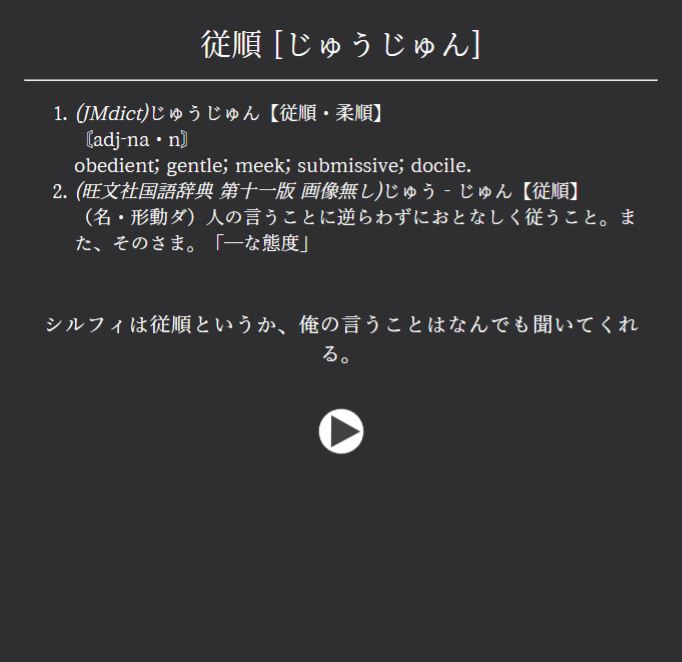 従順 [じゅうじゅん]
1. (JMdict)じゅうじゅん【従順・柔順】
〘adj-na・n〙
obedient; gentle; meek; submissive; docile.
2. (旺文社国語辞典 第十一版 画像無し)じゅう‐じゅん【従順】
（名・形動ダ）人の言うことに逆らわずにおとなしく従うこと。ま
た、そのさま。「―な態度」
シルフィは従順というか、俺の言うことはなんでも聞いてくれ
る。